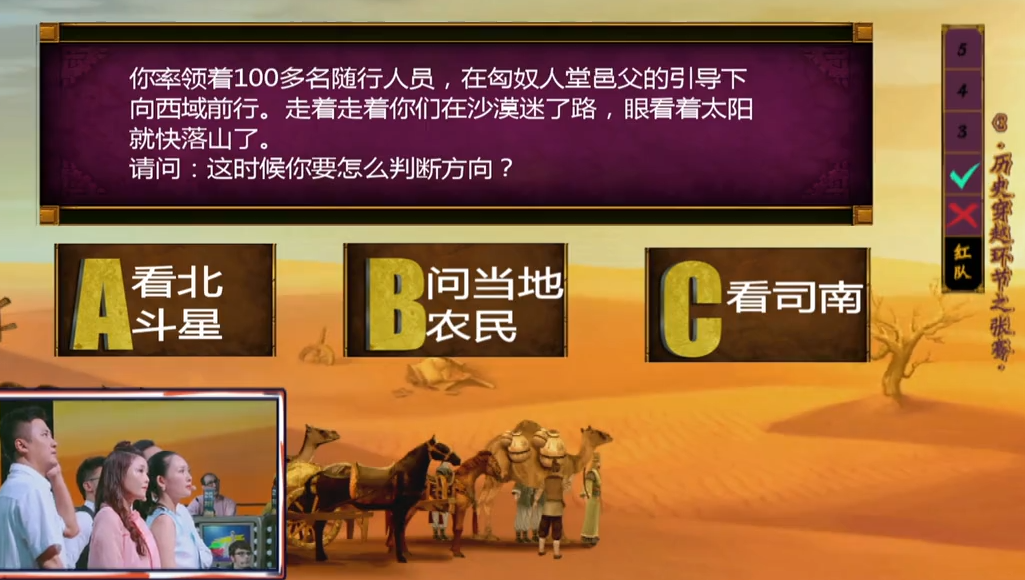 你率领着100多名随行人员，在匈奴人堂邑父的引导下
向西域前行。走着走着你们在沙漠迷了路，眼看着太阳
就快落山了。
请问：这时候你要怎么判断方向？
A 看北
斗星
B 问当地
农民
C 看司南
5
4
3
红
队
历史穿越环节之张骞